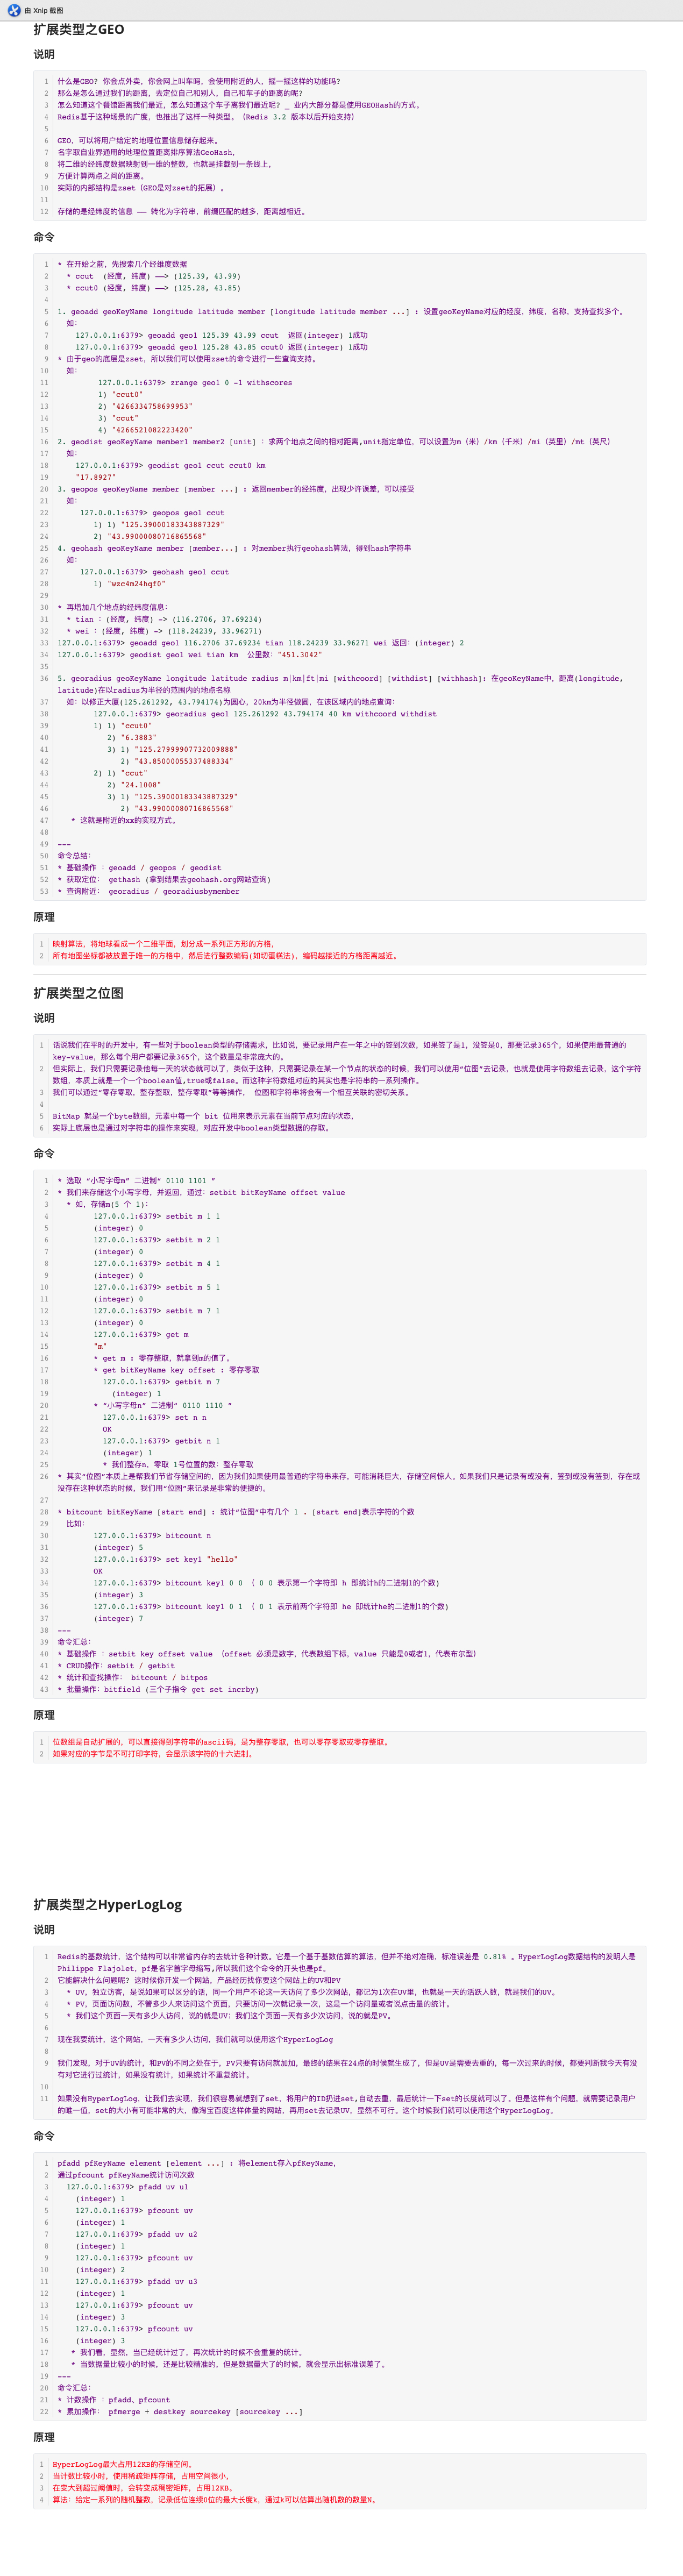 由 Xnip 截图
扩展类型之GEO
说明
1 什么是GEO? 你会点外卖，你会网上叫车吗，会使用附近的人，摇一摇这样的功能吗?
2 那么是怎么通过我们的距离，去定位自己和别人，自己和车子的距离的呢?
3 怎么知道这个餐馆距离我们最近，怎么知道这个车子离我们最近呢? _ 业内大部分都是使用GEOHash的方式。
4 Redis基于这种场景的广度，也推出了这样一种类型。（Redis 3.2 版本以后开始支持）
5
6 GEO，可以将用户给定的地理位置信息储存起来。
7 名字取自业界通用的地理位置距离排序算法GeoHash，
8 将二维的经纬度数据映射到一维的整数，也就是挂载到一条线上，
9 方便计算两点之间的距离。
10 实际的内部结构是zset（GEO是对zset的拓展）。
11
12 存储的是经纬度的信息 —— 转化为字符串，前缀匹配的越多，距离越相近。
命令
1 * 在开始之前，先搜索几个经维度数据
2 * ccut （经度, 纬度) ——> (125.39, 43.99)
3 * ccut0 (经度, 纬度) ——> (125.28, 43.85)
4
5 1. geoadd geoKeyName longitude latitude member [longitude latitude member ...] : 设置geoKeyName对应的经度，纬度，名称，支持查找多个。
6 如:
7 127.0.0.1:6379> geoadd geo1 125.39 43.99 ccut 返回(integer) 1成功
8 127.0.0.1:6379> geoadd geo1 125.28 43.85 ccut0 返回(integer) 1成功
9 * 由于geo的底层是zset，所以我们可以使用zset的命令进行一些查询支持。
10 如:
11 127.0.0.1:6379> zrange geo1 0 -1 withscores
12 1) "ccut0"
13 2) "4266334758699953"
14 3) "ccut"
15 4) "4266521082223420"
16 2. geodist geoKeyName member1 member2 [unit] : 求两个地点之间的相对距离,unit指定单位，可以设置为m（米）/km（千米）/mi（英里）/mt（英尺）
17 如:
18 127.0.0.1:6379> geodist geo1 ccut ccut0 km
19 "17.8927"
20 3. geopos geoKeyName member [member ...] : 返回member的经纬度，出现少许误差，可以接受
21 如:
22 127.0.0.1:6379> geopos geo1 ccut
23 1) 1) "125.39000183343887329"
24 2) "43.99000080716865568"
25 4. geohash geoKeyName member [member...] : 对member执行geohash算法，得到hash字符串
26 如:
27 127.0.0.1:6379> geohash geo1 ccut
28 1) "wzc4m24hqf0"
29
30 * 再增加几个地点的经纬度信息:
31 * tian : (经度, 纬度) -> (116.2706, 37.69234)
32 * wei : (经度, 纬度) -> (118.24239, 33.96271)
33 127.0.0.1:6379> geoadd geo1 116.2706 37.69234 tian 118.24239 33.96271 wei 返回: (integer) 2
34 127.0.0.1:6379> geodist geo1 wei tian km 公里数: "451.3042"
35
36 5. georadius geoKeyName longitude latitude radius m|km|ft|mi [withcoord] [withdist] [withhash]: 在geoKeyName中，距离(longitude,
latitude)在以radius为半径的范围内的地点名称
37 如: 以修正大厦(125.261292, 43.794174)为圆心，20km为半径做圆，在该区域内的地点查询:
38 127.0.0.1:6379> georadius geo1 125.261292 43.794174 40 km withcoord withdist
39 1) 1) "ccut0"
40 2) "6.3883"
41 3) 1) "125.27999907732009888"
42 2) "43.85000055337488334"
43 2) 1) "ccut"
44 2) "24.1008"
45 3) 1) "125.39000183343887329"
46 2) "43.99000080716865568"
47 * 这就是附近的xx的实现方式。
48
49 ---
50 命令总结:
51 * 基础操作 : geoadd / geopos / geodist
52 * 获取定位: gethash (拿到结果去geohash.org网站查询)
53 * 查询附近: georadius / georadiusbymember
原理
1 映射算法，将地球看成一个二维平面，划分成一系列正方形的方格，
2 所有地图坐标都被放置于唯一的方格中，然后进行整数编码(如切蛋糕法)，编码越接近的方格距离越近。
扩展类型之位图
说明
1 话说我们在平时的开发中，有一些对于boolean类型的存储需求，比如说，要记录用户在一年之中的签到次数，如果签了是1，没签是0，那要记录365个，如果使用最普通的
key-value，那么每个用户都要记录365个，这个数量是非常庞大的。
2 但实际上，我们只需要记录他每一天的状态就可以了，类似于这种，只需要记录在某一个节点的状态的时候，我们可以使用“位图”去记录，也就是使用字符数组去记录，这个字符
数组，本质上就是一个一个boolean值,true或false。而这种字符数组对应的其实也是字符串的一系列操作。
3 我们可以通过“零存零取，整存整取，整存零取”等等操作， 位图和字符串将会有一个相互关联的密切关系。
4
5 BitMap 就是一个byte数组，元素中每一个 bit 位用来表示元素在当前节点对应的状态，
6 实际上底层也是通过对字符串的操作来实现，对应开发中boolean类型数据的存取。
命令
1 * 选取 “小写字母m” 二进制“ 0110 1101 ”
2 * 我们来存储这个小写字母，并返回，通过: setbit bitKeyName offset value
3 * 如，存储m(5 个 1):
4 127.0.0.1:6379> setbit m 1 1
5 (integer) 0
6 127.0.0.1:6379> setbit m 2 1
7 (integer) 0
8 127.0.0.1:6379> setbit m 4 1
9 (integer) 0
10 127.0.0.1:6379> setbit m 5 1
11 (integer) 0
12 127.0.0.1:6379> setbit m 7 1
13 (integer) 0
14 127.0.0.1:6379> get m
15 "m"
16 * get m : 零存整取，就拿到m的值了。
17 * get bitKeyName key offset : 零存零取
18 127.0.0.1:6379> getbit m 7
19 (integer) 1
20 * “小写字母n” 二进制“ 0110 1110 ”
21 127.0.0.1:6379> set n n
22 OK
23 127.0.0.1:6379> getbit n 1
24 (integer) 1
25 * 我们整存n，零取 1号位置的数: 整存零取
26 * 其实“位图”本质上是帮我们节省存储空间的，因为我们如果使用最普通的字符串来存，可能消耗巨大，存储空间惊人。如果我们只是记录有或没有，签到或没有签到，存在或
没存在这种状态的时候，我们用“位图”来记录是非常的便捷的。
27
28 * bitcount bitKeyName [start end] : 统计“位图”中有几个 1 . [start end]表示字符的个数
29 比如:
30 127.0.0.1:6379> bitcount n
31 (integer) 5
32 127.0.0.1:6379> set key1 "hello"
33 OK
34 127.0.0.1:6379> bitcount key1 0 0 （ 0 0 表示第一个字符即 h 即统计h的二进制1的个数)
35 (integer) 3
36 127.0.0.1:6379> bitcount key1 0 1 （ 0 1 表示前两个字符即 he 即统计he的二进制1的个数)
37 (integer) 7
38 ---
39 命令汇总:
40 * 基础操作 : setbit key offset value （offset 必须是数字，代表数组下标，value 只能是0或者1，代表布尔型）
41 * CRUD操作: setbit / getbit
42 * 统计和查找操作: bitcount / bitpos
43 * 批量操作: bitfield (三个子指令 get set incrby)
原理
1 位数组是自动扩展的，可以直接得到字符串的ascii码，是为整存零取，也可以零存零取或零存整取。
2 如果对应的字节是不可打印字符，会显示该字符的十六进制。
扩展类型之HyperLogLog
说明
1 Redis的基数统计，这个结构可以非常省内存的去统计各种计数。它是一个基于基数估算的算法，但并不绝对准确，标准误差是 0.81% 。HyperLogLog数据结构的发明人是
Philippe Flajolet，pf是名字首字母缩写,所以我们这个命令的开头也是pf。
2 它能解决什么问题呢? 这时候你开发一个网站，产品经历找你要这个网站上的UV和PV
3 * UV，独立访客，是说如果可以区分的话，同一个用户不论这一天访问了多少次网站，都记为1次在UV里，也就是一天的活跃人数，就是我们的UV。
4 * PV，页面访问数，不管多少人来访问这个页面，只要访问一次就记录一次，这是一个访问量或者说点击量的统计。
5 * 我们这个页面一天有多少人访问，说的就是UV; 我们这个页面一天有多少次访问，说的就是PV。
6
7 现在我要统计，这个网站，一天有多少人访问，我们就可以使用这个HyperLogLog
8
9 我们发现，对于UV的统计，和PV的不同之处在于，PV只要有访问就加加，最终的结果在24点的时候就生成了，但是UV是需要去重的，每一次过来的时候，都要判断我今天有没
有对它进行过统计，如果没有统计，如果统计不重复统计。
10
11 如果没有HyperLogLog，让我们去实现，我们很容易就想到了set，将用户的ID扔进set,自动去重，最后统计一下set的长度就可以了。但是这样有个问题，就需要记录用户
的唯一值，set的大小有可能非常的大，像淘宝百度这样体量的网站，再用set去记录UV，显然不可行。这个时候我们就可以使用这个HyperLogLog。
命令
1 pfadd pfKeyName element [element ...] : 将element存入pfKeyName，
2 通过pfcount pfKeyName统计访问次数
3 127.0.0.1:6379> pfadd uv u1
4 (integer) 1
5 127.0.0.1:6379> pfcount uv
6 (integer) 1
7 127.0.0.1:6379> pfadd uv u2
8 (integer) 1
9 127.0.0.1:6379> pfcount uv
10 (integer) 2
11 127.0.0.1:6379> pfadd uv u3
12 (integer) 1
13 127.0.0.1:6379> pfcount uv
14 (integer) 3
15 127.0.0.1:6379> pfcount uv
16 (integer) 3
17 * 我们看，显然，当已经统计过了，再次统计的时候不会重复的统计。
18 * 当数据量比较小的时候，还是比较精准的，但是数据量大了的时候，就会显示出标准误差了。
19 ---
20 命令汇总:
21 * 计数操作 : pfadd、pfcount
22 * 累加操作: pfmerge + destkey sourcekey [sourcekey ...]
原理
1 HyperLogLog最大占用12KB的存储空间。
2 当计数比较小时，使用稀疏矩阵存储，占用空间很小，
3 在变大到超过阈值时，会转变成稠密矩阵，占用12KB。
4 算法: 给定一系列的随机整数，记录低位连续0位的最大长度k，通过k可以估算出随机数的数量N。